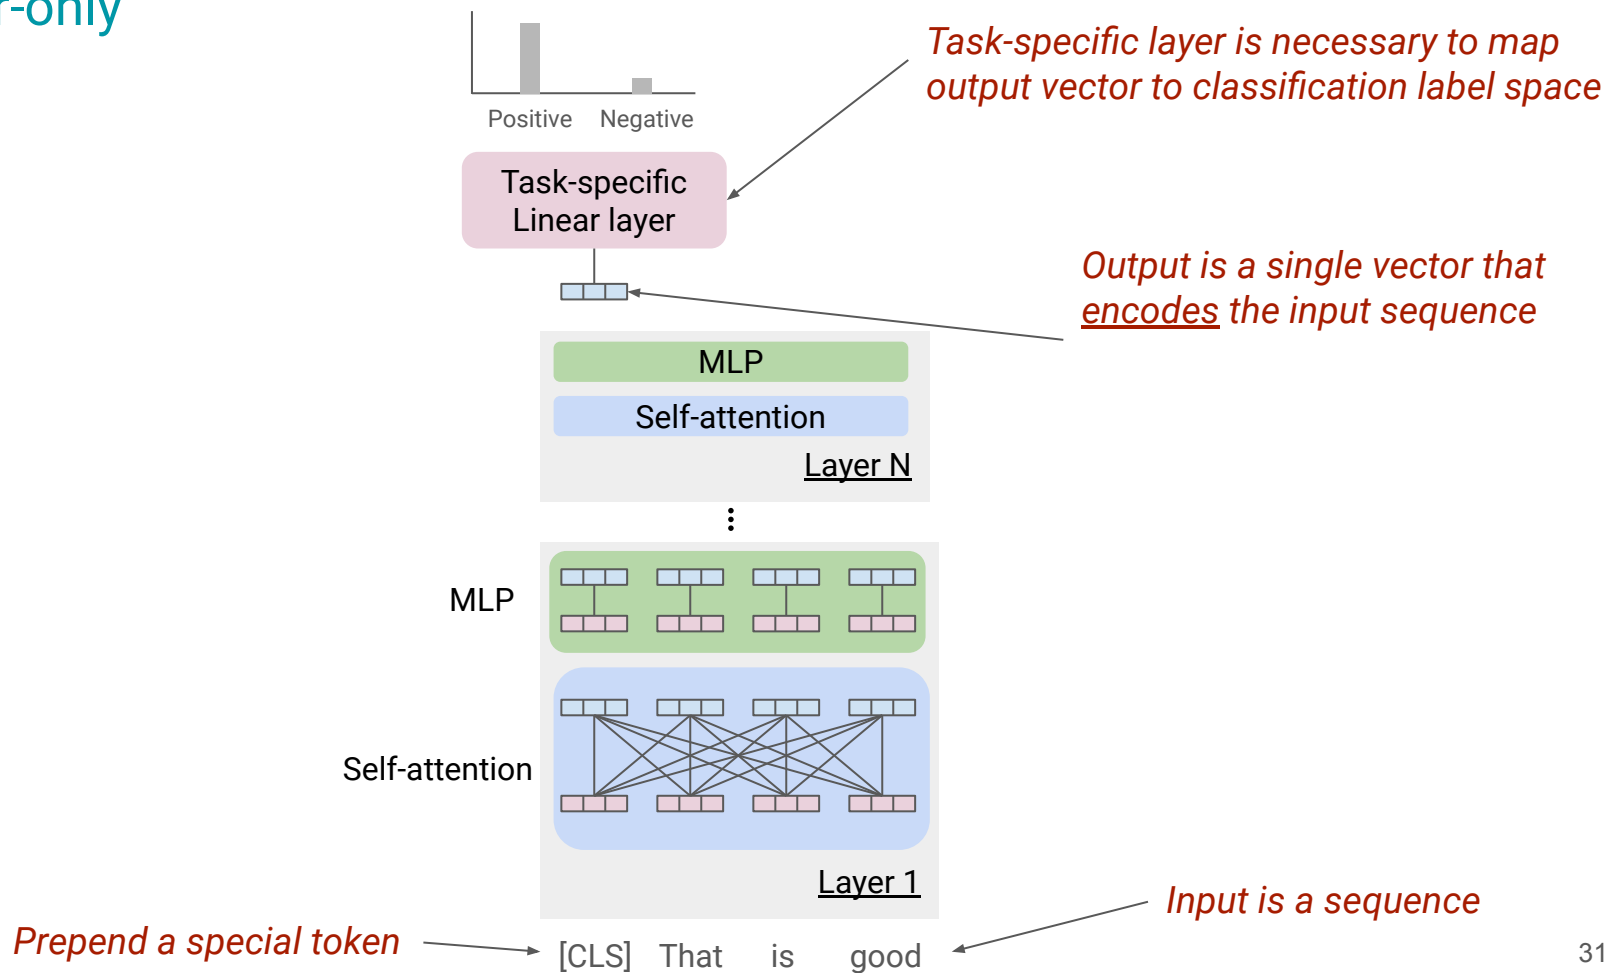 r-only
Task-specific layer is necessary to map
output vector to classification label space
Positive Negative
Task-specific
Linear layer
Output is a single vector that
encodes the input sequence
MLP
Self-attention
Layer N
MLP
Self-attention
Layer 1
Input is a sequence
Prepend a special token
[CLS] That is good
31